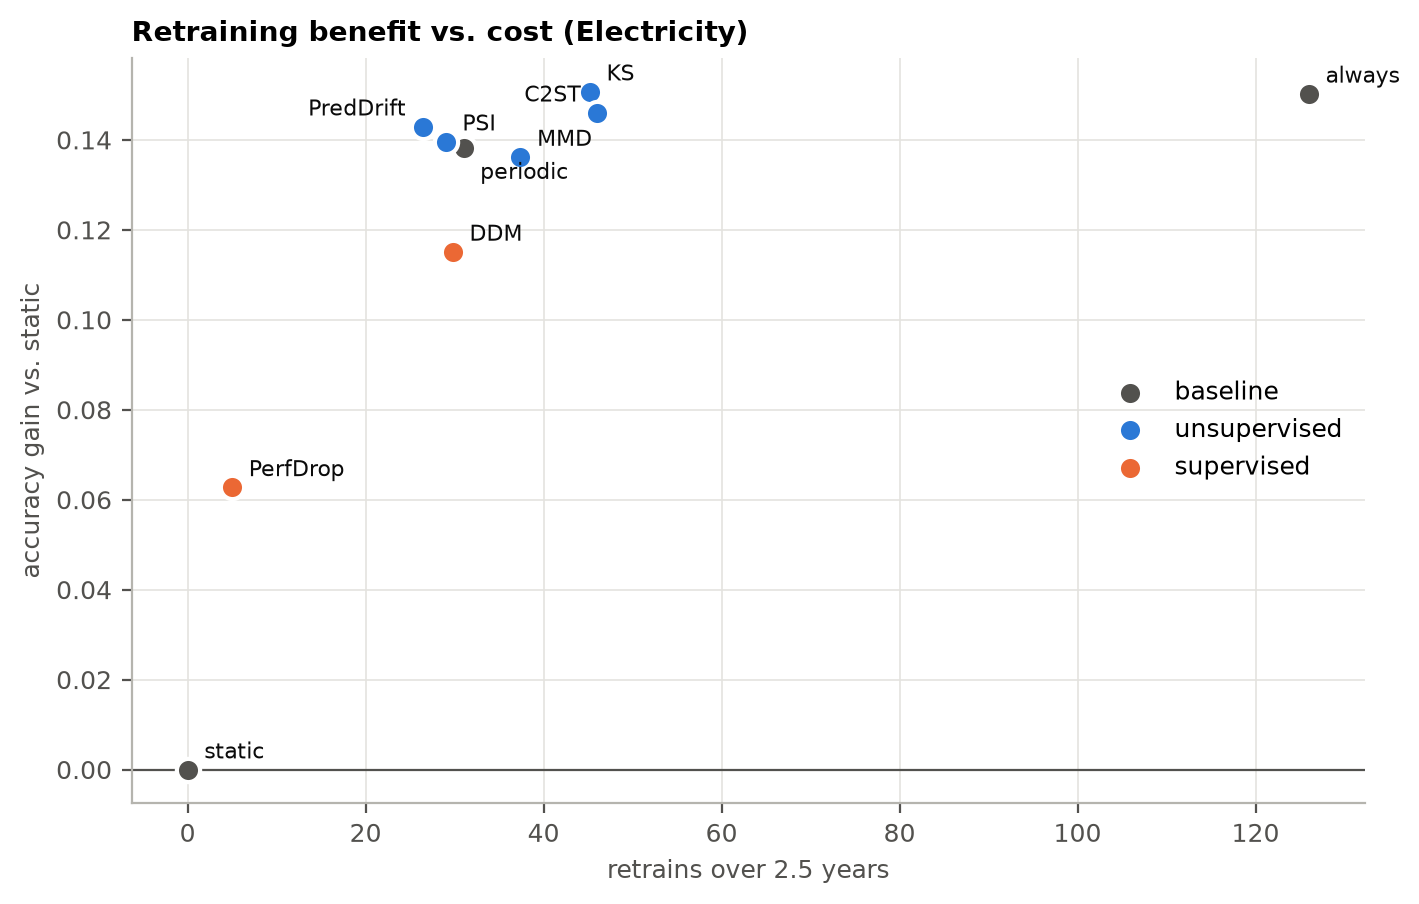 Retraining benefit vs. cost (Electricity)
KS
always
C2ST
PredDrift
PSI
MMD
periodic
DDM
PerfDrop
static
accuracy gain vs. static
0.14
0.12
0.10
0.08
0.06
0.04
0.02
0.00
baseline
unsupervised
supervised
0 20 40 60 80 100 120
retrains over 2.5 years